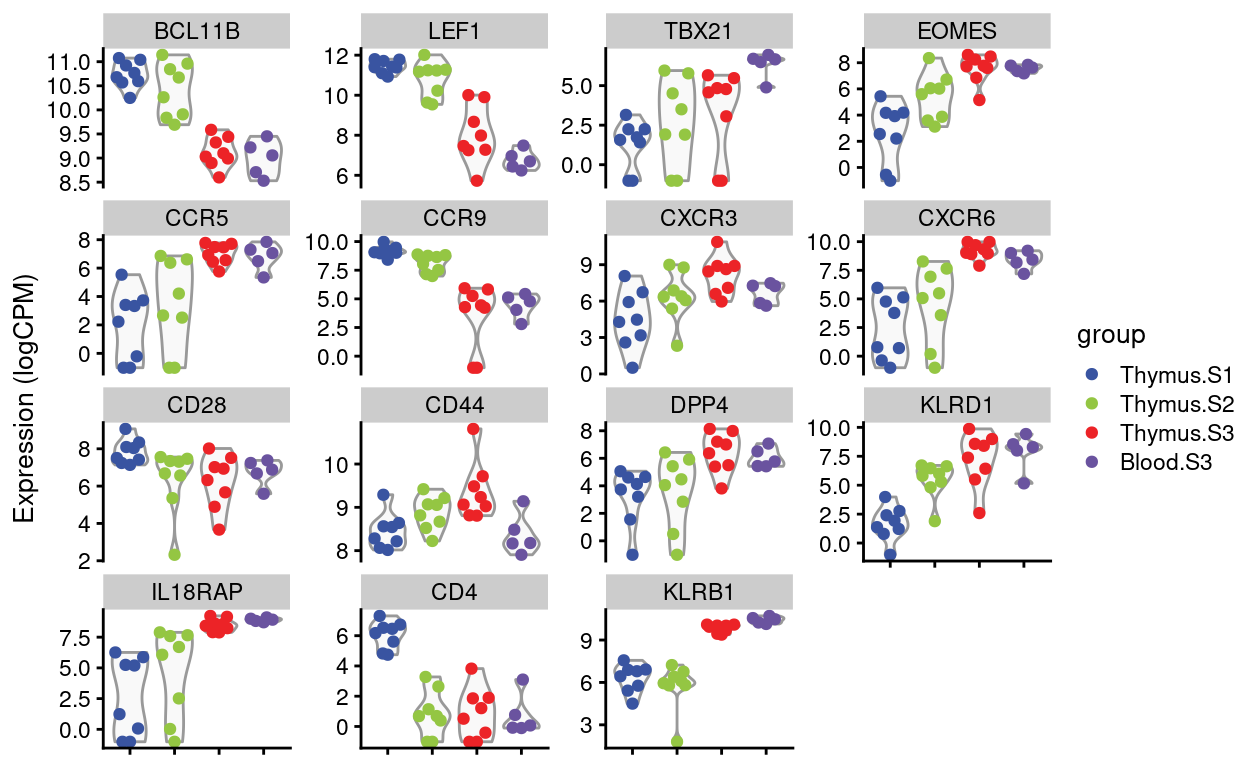 BCL11B LEF1 TBX21 EOMES
11.0 10.5 10.0 9.5 9.0 8.5
12 10 8 6
5.0 2.5 0.0
8 6 4 2 0
CCR5 CCR9 CXCR3 CXCR6
8 6 4 2 0
10.0 7.5 5.0 2.5 0.0
9 6 3 0
10.0 7.5 5.0 2.5 0.0
CD28 CD44 DPP4 KLRD1
8 6 4 2
10 9 8
8 6 4 2 0
10.0 7.5 5.0 2.5 0.0
IL18RAP CD4 KLRB1
7.5 5.0 2.5 0.0
6 4 2 0
9 6 3
Expression (logCPM)
group
Thymus.S1
Thymus.S2
Thymus.S3
Blood.S3